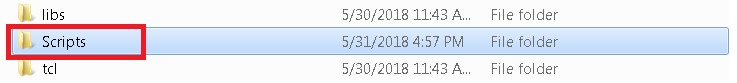 libs 5/30/2018 11:43 A... File folder
Scripts 5/31/2018 4:57 PM File folder
tcl 5/30/2018 11:43 A... File folder